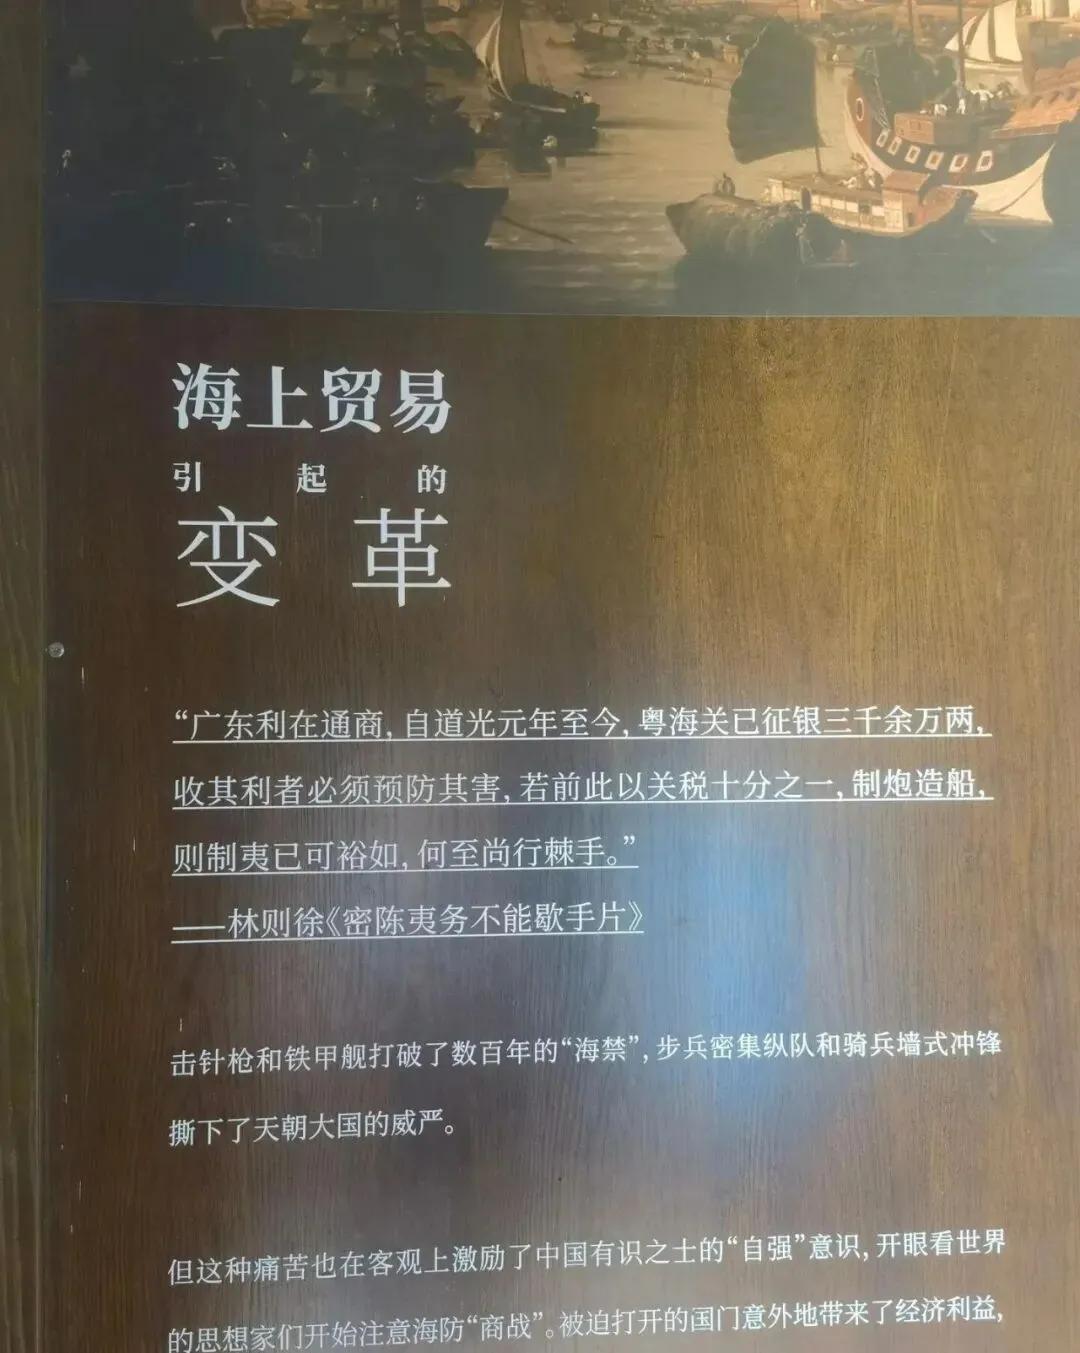 海上贸易
引起的
变革
“广东利在通商,自道光元年至今,粤海关已征银三千余万两,
收其利者必须预防其害,若前此以关税十分之一,制炮造船,
则制夷已可裕如,何至尚行棘手。”
——林则徐《密陈夷务不能歇手片》
击针枪和铁甲舰打破了数百年的“海禁”,步兵密集纵队和骑兵墙式冲锋
撕下了天朝大国的威严。
但这种痛苦也在客观上激励了中国有识之士的“自强”意识,开眼看世界
的思想家们开始注意海防“商战”。被迫打开的国门意外地带来了经济利益,